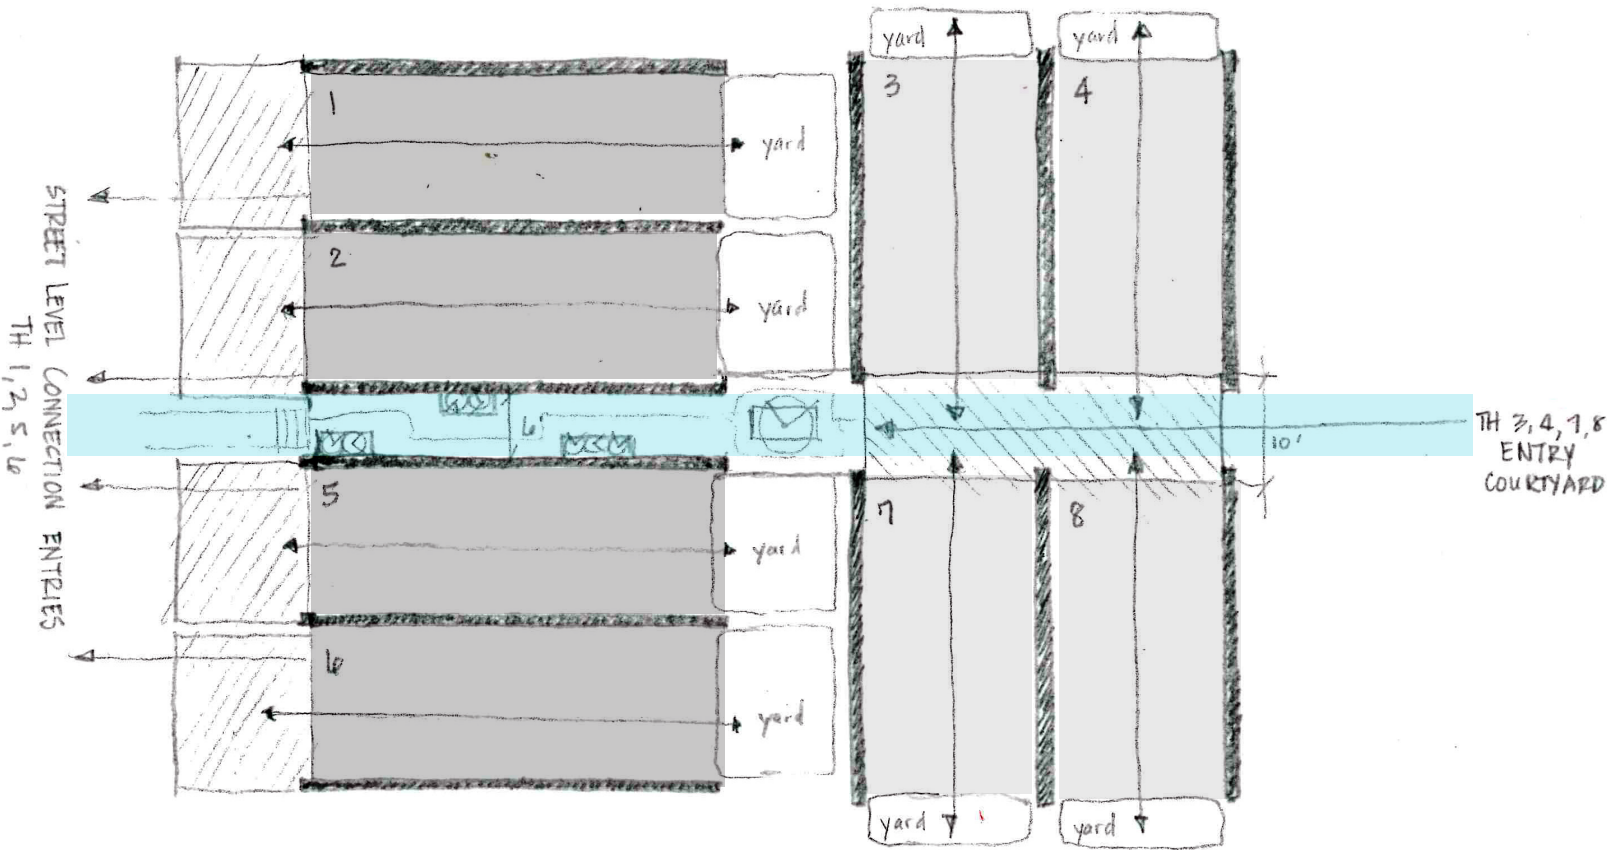 yard
yard
3
4
1
yard
2
yard
STREET LEVEL CONNECTION ENTRIES
TH 1, 2, 5, 6
6'
10'
TH 3, 4, 7, 8
ENTRY
COURTYARD
5
yard
7
8
6
yard
yard
yard